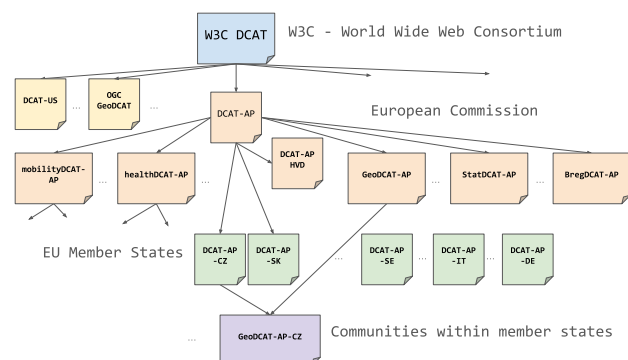 W3C DCAT
W3C - World Wide Web Consortium
DCAT-US
...
OGC
GeoDCAT
...
DCAT-AP
European Commission
mobilityDCAT-
AP
...
healthDCAT-AP
...
DCAT-AP
HVD
GeoDCAT-AP
...
StatDCAT-AP
...
BregDCAT-AP
EU Member States
DCAT-AP
-CZ
DCAT-AP
-SK
...
DCAT-AP
-SE
...
DCAT-AP
-IT
...
DCAT-AP
-DE
...
GeoDCAT-AP-CZ
Communities within member states